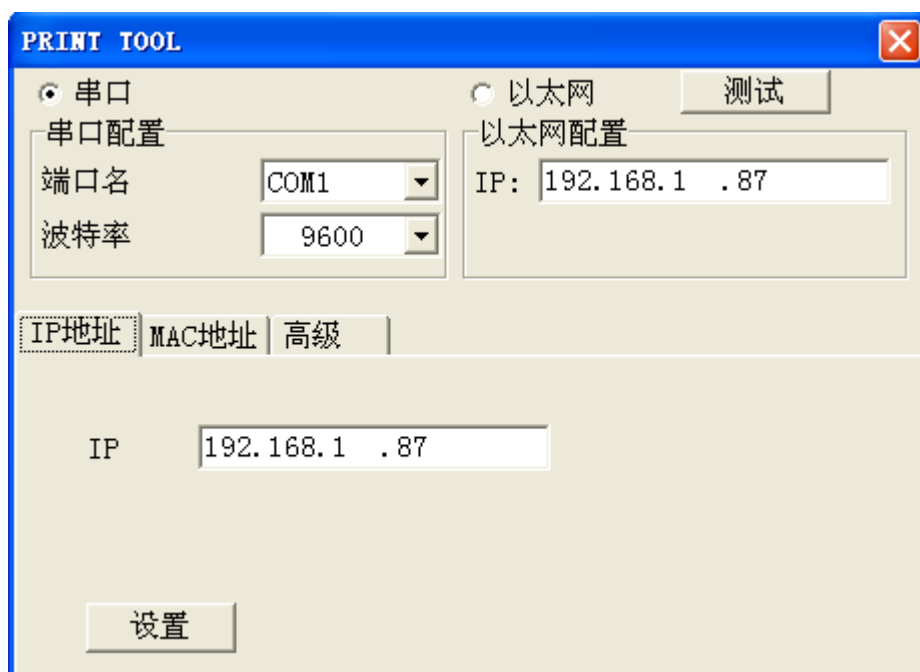 PRINT TOOL
串口 以太网 测试
串口配置 以太网配置
端口名 COM1 IP: 192.168.1 .87
波特率 9600
IP地址 MAC地址 高级
IP 192.168.1 .87
设置